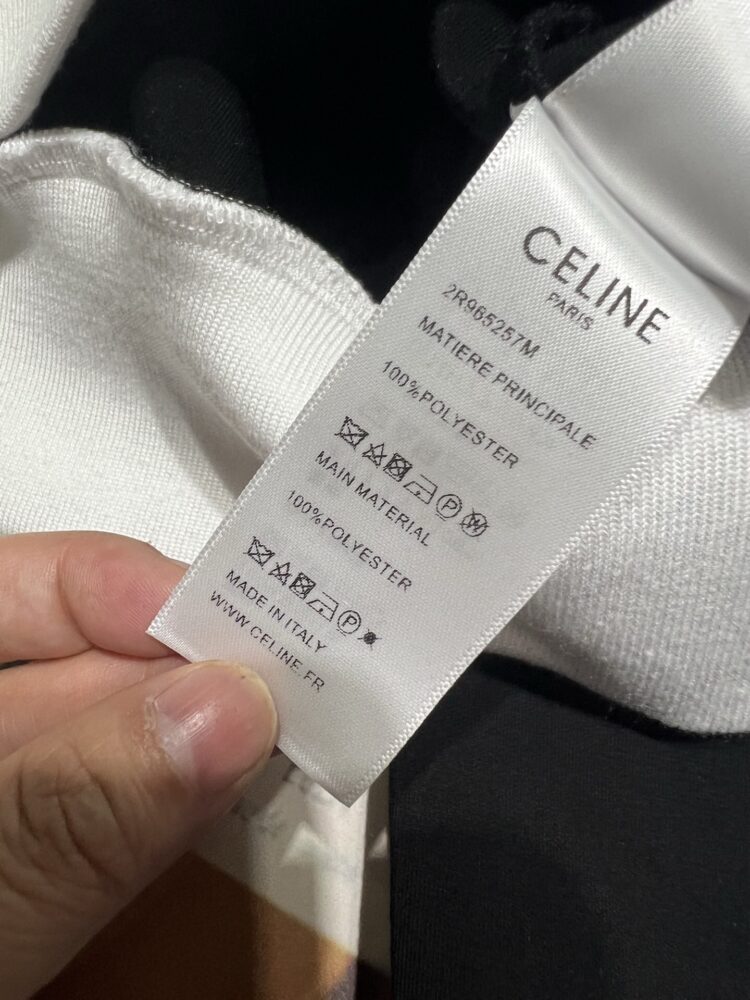 CELINE
PARIS
2R965257M
MATIERE PRINCIPALE
100%POLYESTER
MAIN MATERIAL
100%POLYESTER
MADE IN ITALY
WWW.CELINE.FR